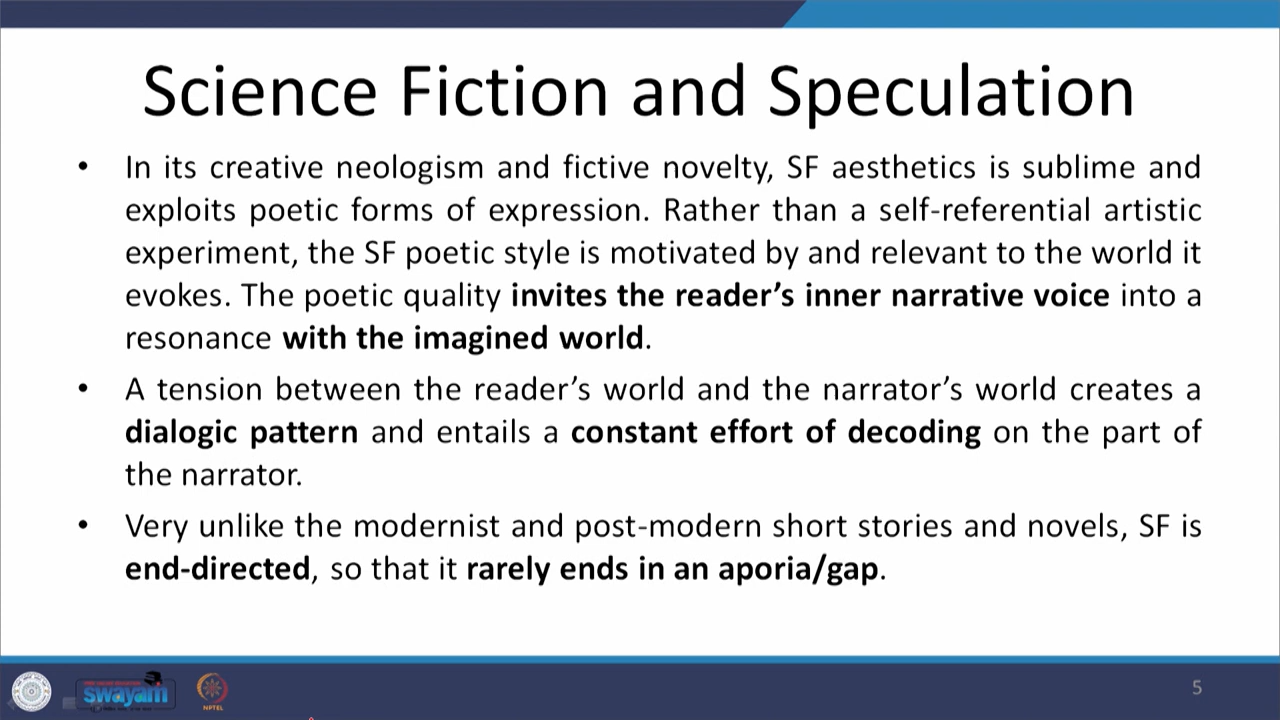 Science Fiction and Speculation
• In its creative neologism and fictive novelty, SF aesthetics is sublime and
exploits poetic forms of expression. Rather than a self-referential artistic
experiment, the SF poetic style is motivated by and relevant to the world it
evokes. The poetic quality invites the reader’s inner narrative voice into a
resonance with the imagined world.
• A tension between the reader’s world and the narrator’s world creates a
dialogic pattern and entails a constant effort of decoding on the part of
the narrator.
• Very unlike the modernist and post-modern short stories and novels, SF is
end-directed, so that it rarely ends in an aporia/gap.
swayam
NPTEL
5